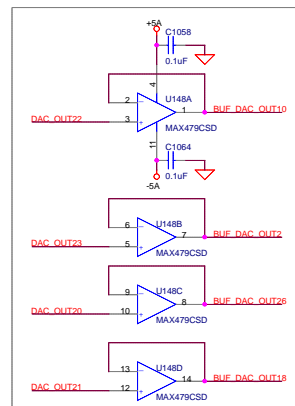 +5A
C1058
0.1uF
4
U148A
2
1
BUF_DAC_OUT10
DAC_OUT22
3
MAX479CSD
11
C1064
0.1uF
-5A
U148B
6
7
BUF_DAC_OUT2
DAC_OUT23
5
MAX479CSD
U148C
9
8
BUF_DAC_OUT26
DAC_OUT20
10
MAX479CSD
U148D
13
14
BUF_DAC_OUT18
DAC_OUT21
12
MAX479CSD